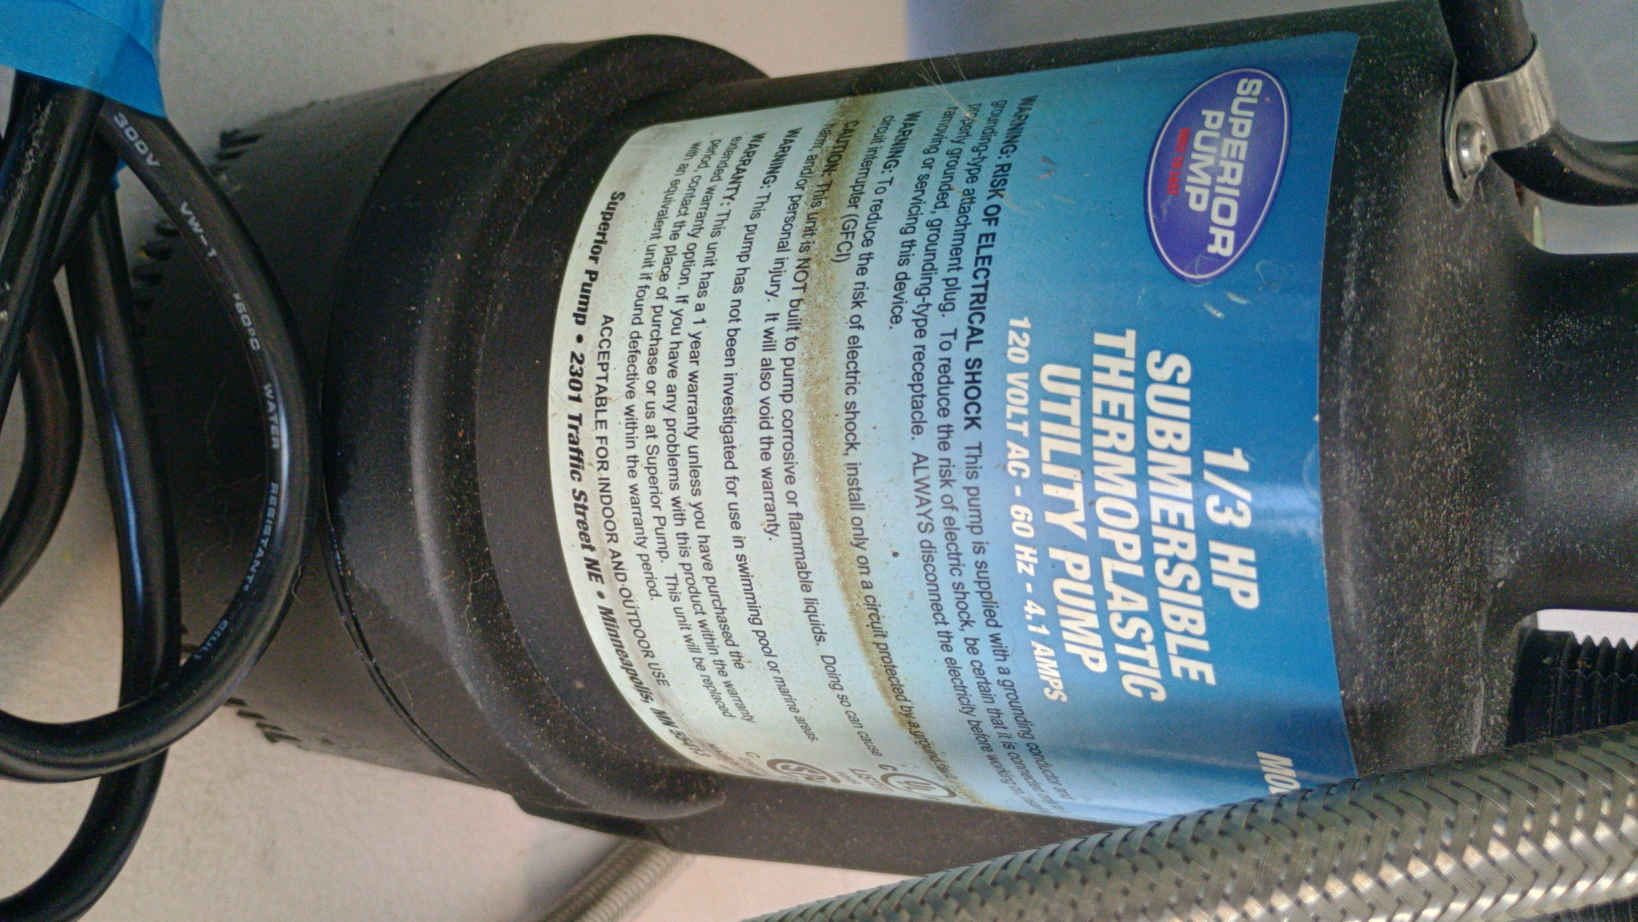 SUPERIOR
PUMP
1/3 HP
SUBMERSIBLE
THERMOPLASTIC
UTILITY PUMP
120 VOLT AC - 60 Hz - 4.1 AMPS
WARNING: RISK OF ELECTRICAL SHOCK This pump is supplied with a grounding conductor and
grounding-type attachment plug. To reduce the risk of electric shock, be certain that it is connected to a
properly grounded, grounding-type receptacle. ALWAYS disconnect the electricity before working on,
removing or servicing this device.
WARNING: To reduce the risk of electric shock, install only on a circuit protected by a ground
circuit interrupter (GFCI)
CAUTION: This unit is NOT built to pump corrosive or flammable liquids. Doing so can cause
and/or personal injury. It will also void the warranty.
WARNING: This pump has not been investigated for use in swimming pool or marine areas.
WARRANTY: This unit has a 1 year warranty unless you have purchased the
extended warranty option. If you have any problems with this product within the warranty
period, contact the place of purchase or us at Superior Pump. This unit will be replaced
with an equivalent unit if found defective within the warranty period.
ACCEPTABLE FOR INDOOR AND OUTDOOR USE
Superior Pump • 2301 Traffic Street NE • Minneapolis, MN
UL
300V VW-1 60°C WATER RESISTANT